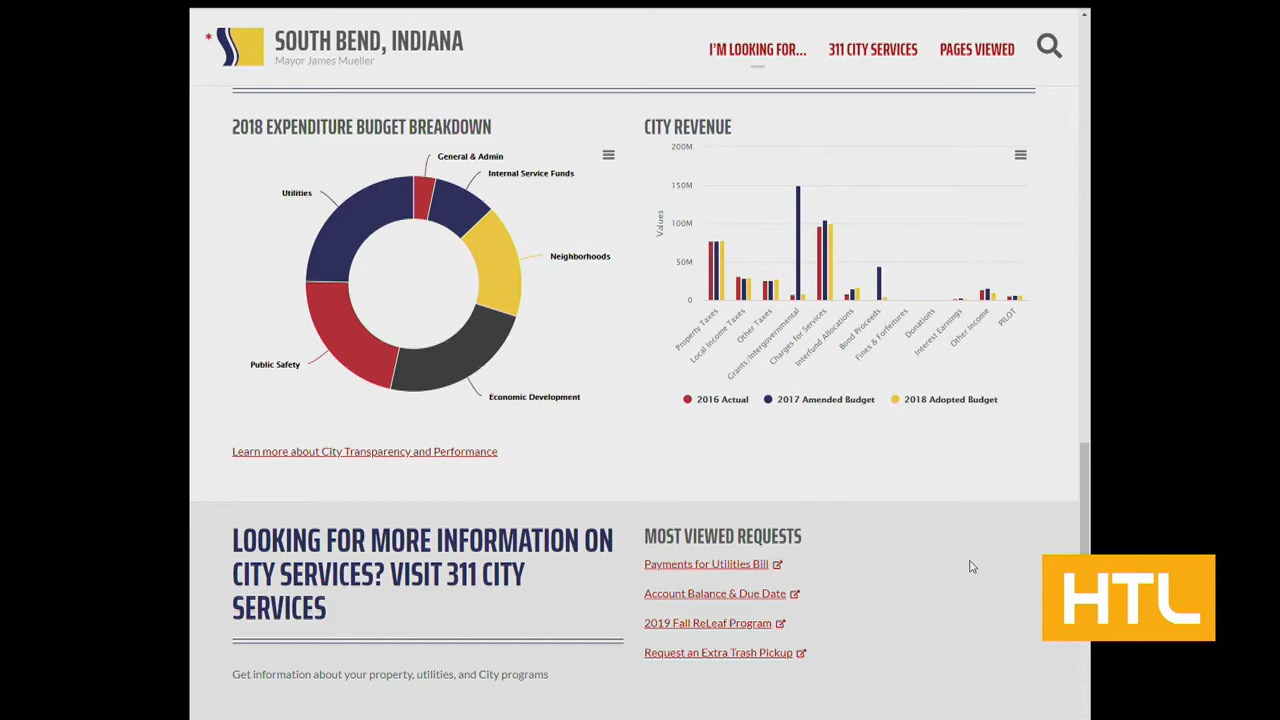 SOUTH BEND, INDIANA
Mayor James Mueller
I'M LOOKING FOR...
311 CITY SERVICES
PAGES VIEWED
2018 EXPENDITURE BUDGET BREAKDOWN
General & Admin
Internal Service Funds
Utilities
Neighborhoods
Public Safety
Economic Development
CITY REVENUE
200M
150M
100M
50M
0
Values
Property Taxes
Local Income Taxes
Other Taxes
Grants/Intergovernmental
Charges for Services
Interfund Allocations
Bond Proceeds
Fines & Forfeitures
Donations
Interest Earnings
Other Income
PILOT
2016 Actual
2017 Amended Budget
2018 Adopted Budget
Learn more about City Transparency and Performance
LOOKING FOR MORE INFORMATION ON
CITY SERVICES? VISIT 311 CITY
SERVICES
Get information about your property, utilities, and City programs
MOST VIEWED REQUESTS
Payments for Utilities Bill
Account Balance & Due Date
2019 Fall ReLeaf Program
Request an Extra Trash Pickup
HTL